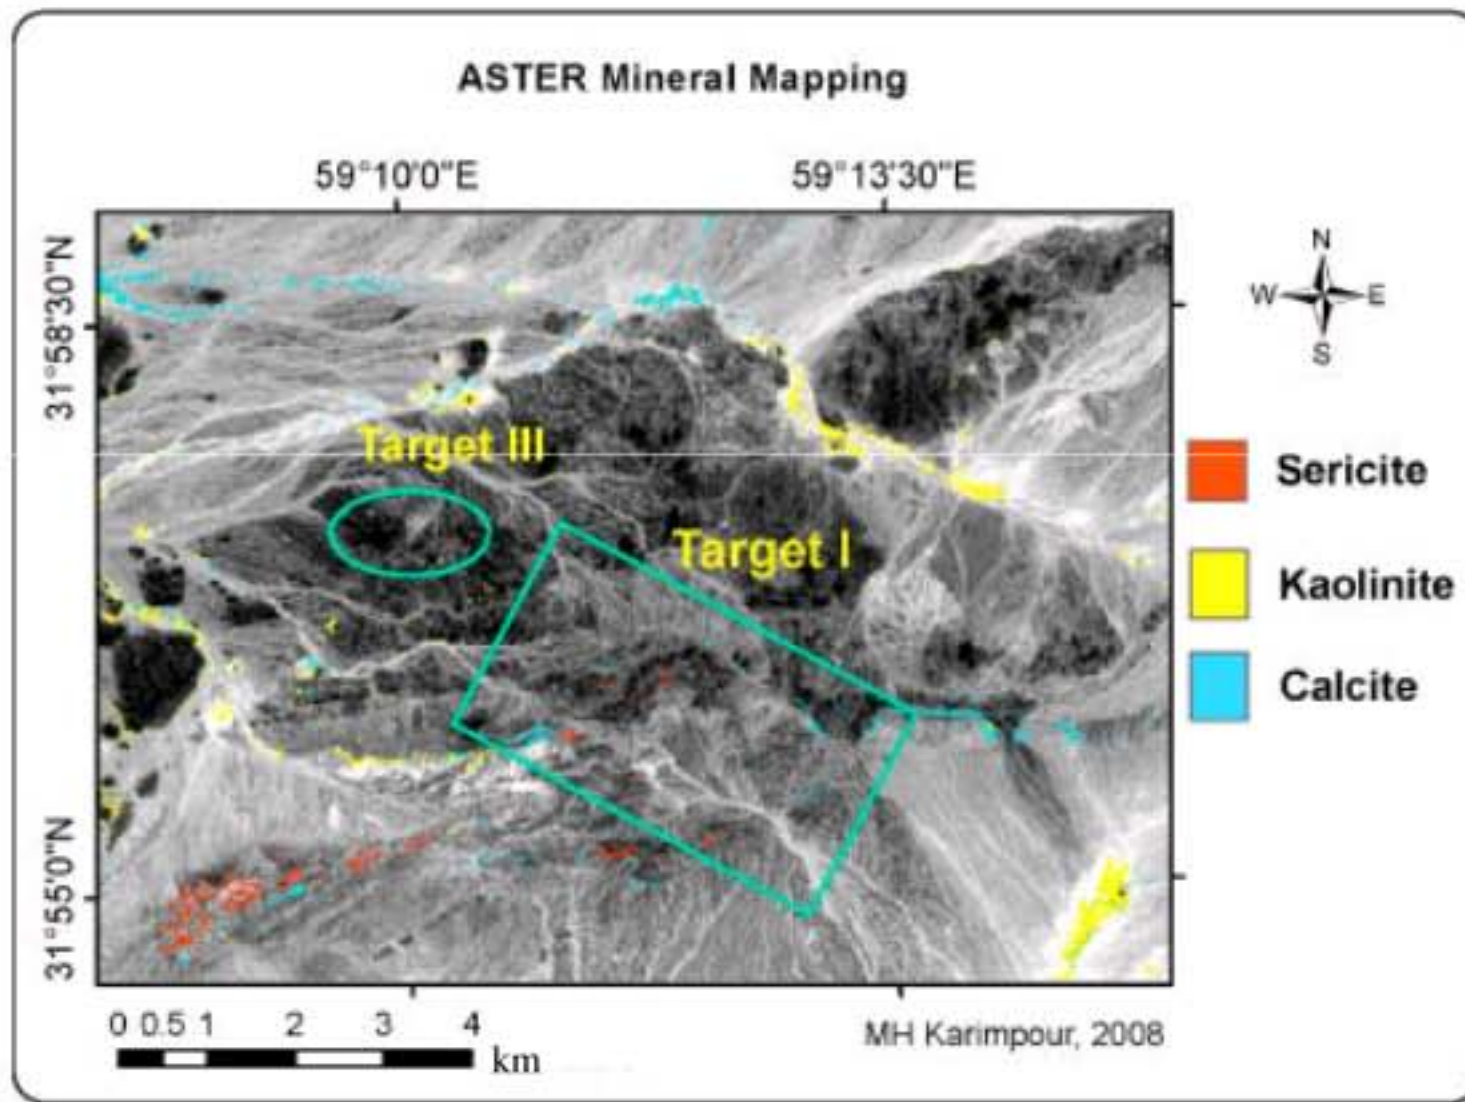 ASTER Mineral Mapping
59°10'0"E
59°13'30"E
31°58'30"N
N
W
E
S
Target III
Sericite
Target I
Kaolinite
Calcite
31°55'0"N
0 0.5 1 2 3 4
km
MH Karimpour, 2008